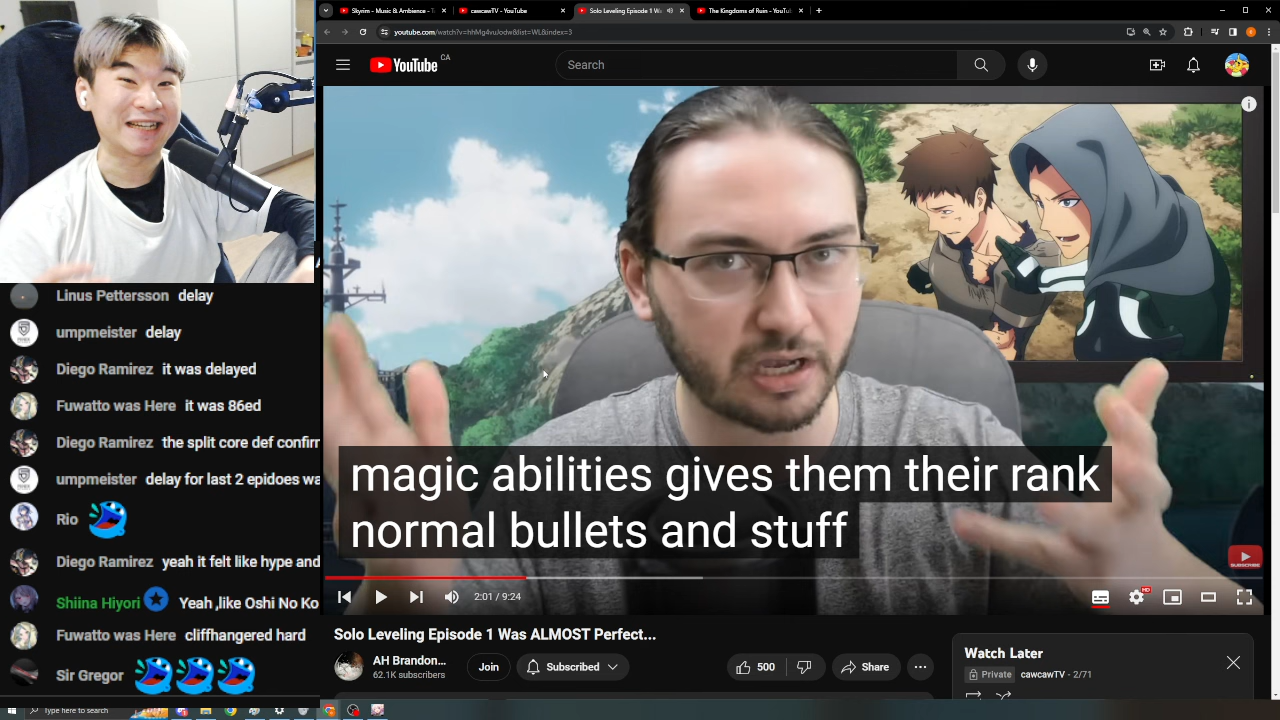 Skyrim - Music & Ambience - T
cawcawTV - YouTube
Solo Leveling Episode 1 W
The Kingdoms of Ruin - YouTu
youtube.com/watch?v=hhMg4vuJodw&list=WL&index=3
YouTube CA
Search
magic abilities gives them their rank
normal bullets and stuff
SUBSCRIBE
2:01 / 9:24
HD
Solo Leveling Episode 1 Was ALMOST Perfect...
AH Brandon...
62.1K subscribers
Join
Subscribed
500
Share
Watch Later
Private cawcawTV - 2/71
Linus Pettersson delay
umpmeister delay
Diego Ramirez it was delayed
Fuwatto was Here it was 86ed
Diego Ramirez the split core def confirr
umpmeister delay for last 2 epidoes wa
Rio
Diego Ramirez yeah it felt like hype and
Shiina Hiyori Yeah ,like Oshi No Ko
Fuwatto was Here cliffhangered hard
Sir Gregor
Type here to search